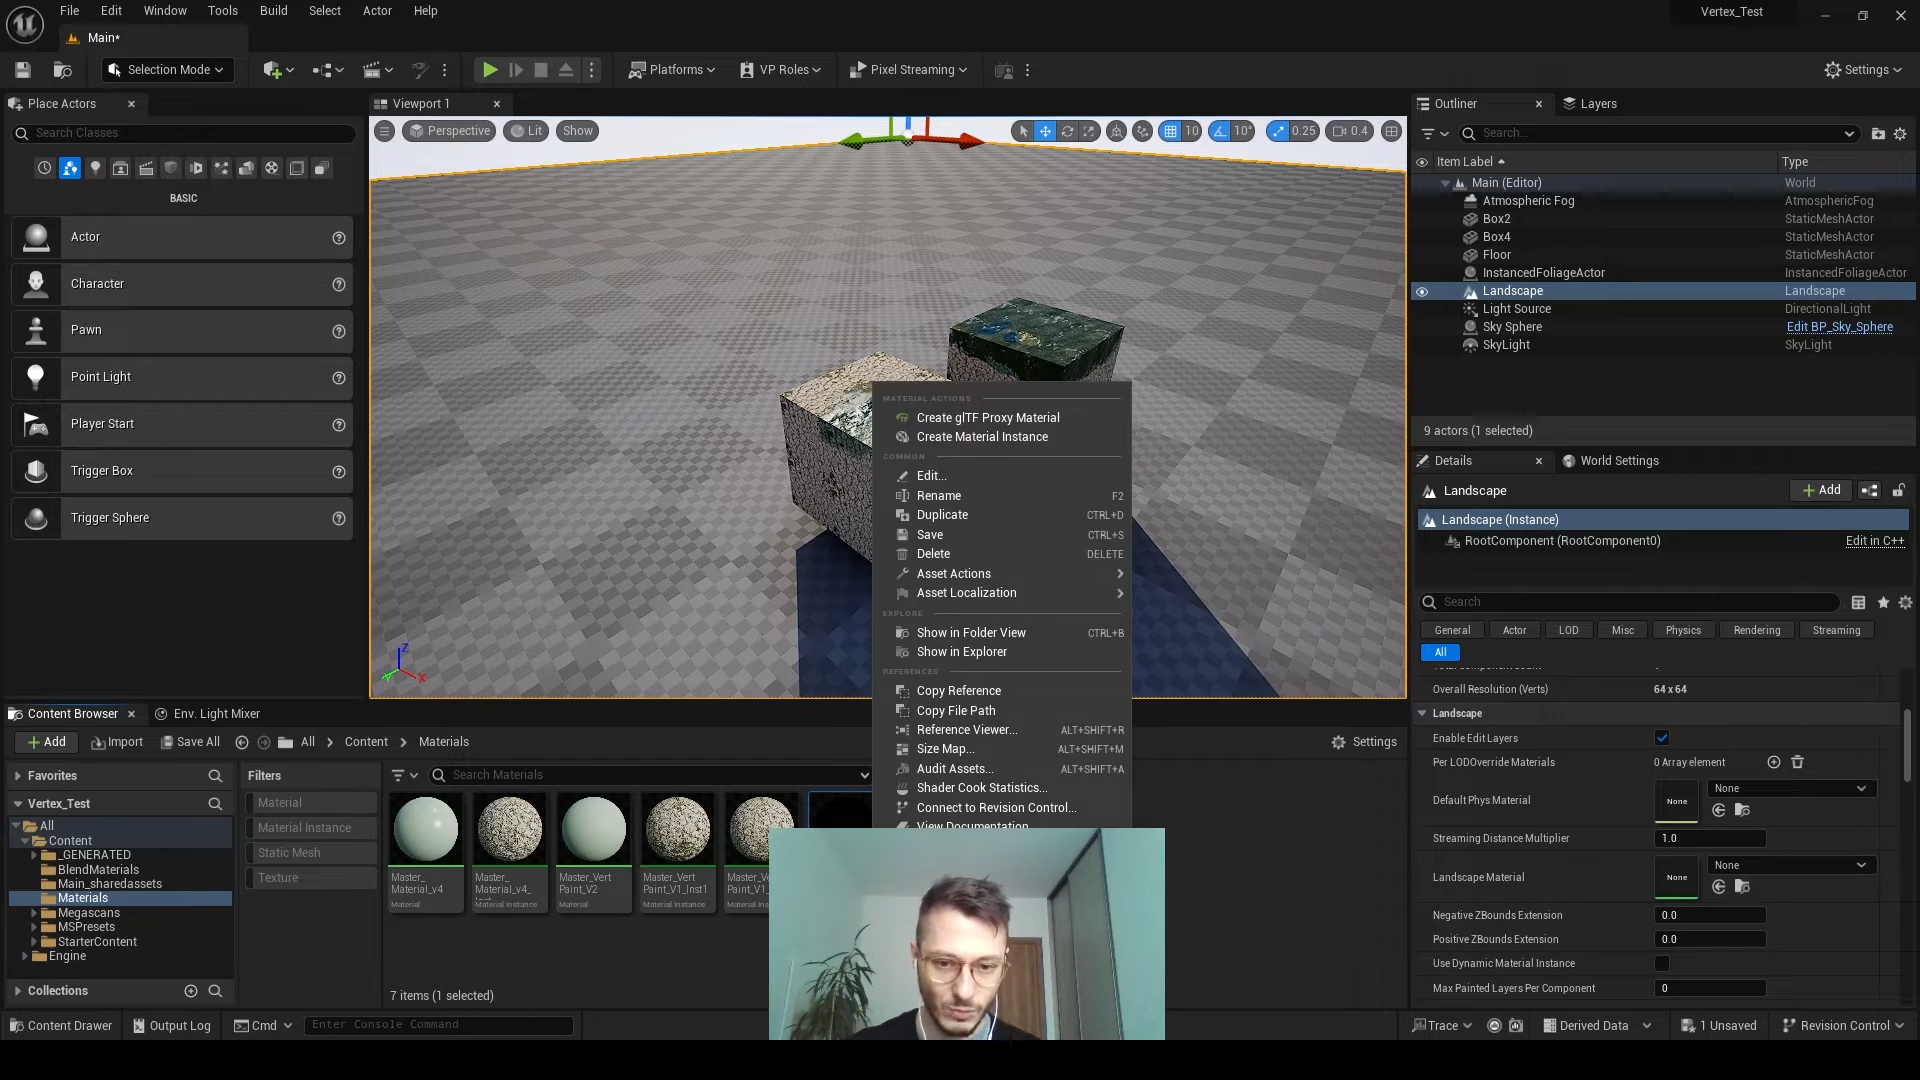 File Edit Window Tools Build Select Actor Help
Vertex_Test
Main*
Selection Mode
Platforms
VP Roles
Pixel Streaming
Settings
Place Actors
Search Classes
BASIC
Actor
Character
Pawn
Point Light
Player Start
Trigger Box
Trigger Sphere
Viewport 1
Perspective
Lit
Show
10
10°
0.25
0.4
Z
X
Y
MATERIAL ACTIONS
Create glTF Proxy Material
Create Material Instance
COMMON
Edit...
Rename F2
Duplicate CTRL+D
Save CTRL+S
Delete DELETE
Asset Actions
Asset Localization
EXPLORE
Show in Folder View CTRL+B
Show in Explorer
REFERENCES
Copy Reference
Copy File Path
Reference Viewer... ALT+SHIFT+R
Size Map... ALT+SHIFT+M
Audit Assets... ALT+SHIFT+A
Shader Cook Statistics...
Connect to Revision Control...
View Documentation
Outliner
Layers
Search...
Item Label Type
Main (Editor) World
Atmospheric Fog AtmosphericFog
Box2 StaticMeshActor
Box4 StaticMeshActor
Floor StaticMeshActor
InstancedFoliageActor InstancedFoliageActor
Landscape Landscape
Light Source DirectionalLight
Sky Sphere Edit BP_Sky_Sphere
SkyLight SkyLight
9 actors (1 selected)
Details
World Settings
Landscape
Add
Landscape (Instance)
RootComponent (RootComponent0) Edit in C++
Search
General Actor LOD Misc Physics Rendering Streaming
All
Overall Resolution (Verts) 64 x 64
Landscape
Enable Edit Layers
Per LODOverride Materials 0 Array element
Default Phys Material None None
Streaming Distance Multiplier 1.0
Landscape Material None None
Negative ZBounds Extension 0.0
Positive ZBounds Extension 0.0
Use Dynamic Material Instance
Max Painted Layers Per Component 0
Content Browser
Env. Light Mixer
Add
Import
Save All
All
Content
Materials
Settings
Favorites
Vertex_Test
All
Content
_GENERATED
BlendMaterials
Main_sharedassets
Materials
Megascans
MSPresets
StarterContent
Engine
Collections
Filters
Material
Material Instance
Static Mesh
Texture
Search Materials
Master_
Material_v4
Material
Master_
Material_v4_
Material Instance
Master_Vert
Paint_V2
Material
Master_Vert
Paint_V1_Inst1
Material Instance
Master_Vert
Paint_V1_
Material Ins
7 items (1 selected)
Content Drawer
Output Log
Cmd
Enter Console Command
Trace
Derived Data
1 Unsaved
Revision Control